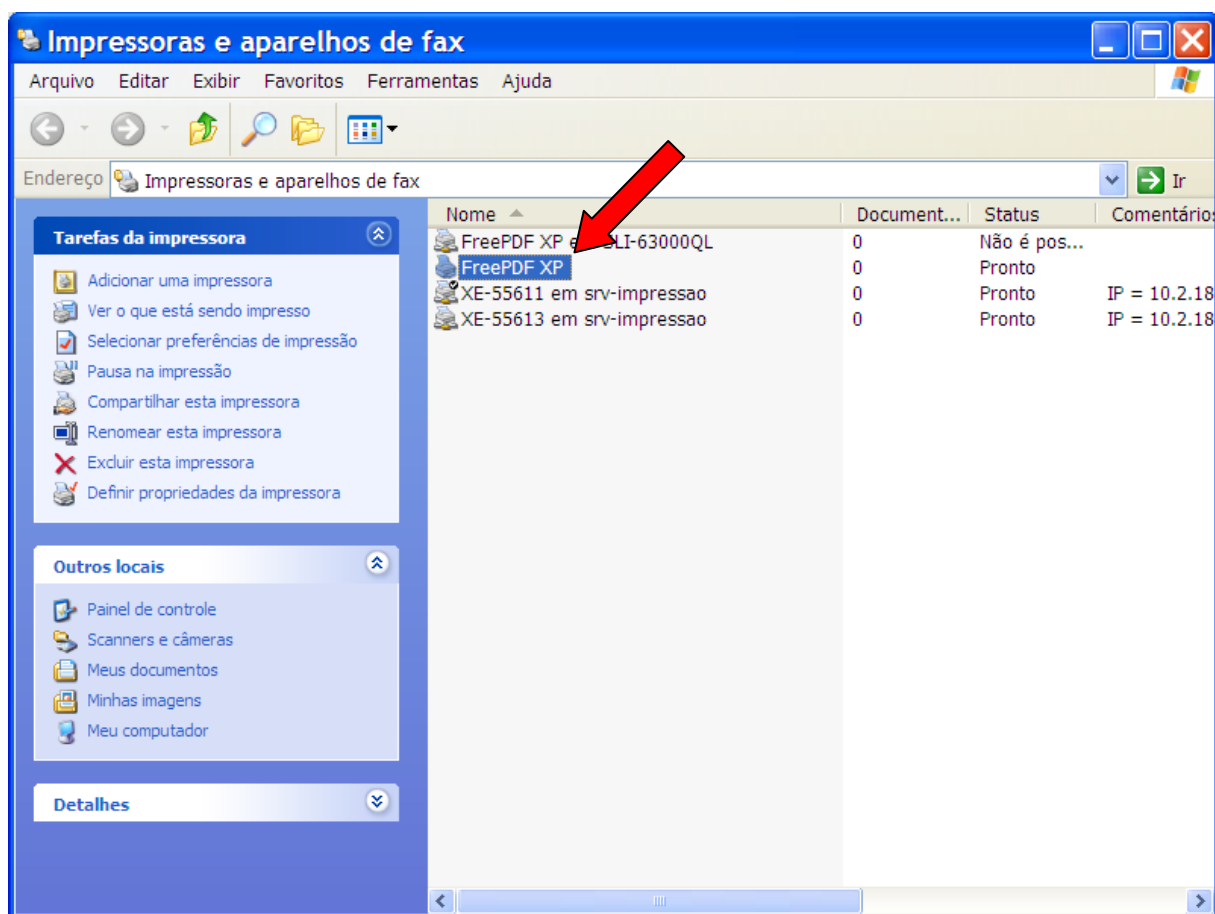 Impressoras e aparelhos de fax
Arquivo Editar Exibir Favoritos Ferramentas Ajuda
Endereço Impressoras e aparelhos de fax Ir
Tarefas da impressora
Adicionar uma impressora
Ver o que está sendo impresso
Selecionar preferências de impressão
Pausa na impressão
Compartilhar esta impressora
Renomear esta impressora
Excluir esta impressora
Definir propriedades da impressora
Outros locais
Painel de controle
Scanners e câmeras
Meus documentos
Minhas imagens
Meu computador
Detalhes
Nome Document... Status Comentários
FreePDF XP LI-63000QL 0 Não é pos...
FreePDF XP 0 Pronto
XE-55611 em srv-impressao 0 Pronto IP = 10.2.18
XE-55613 em srv-impressao 0 Pronto IP = 10.2.18